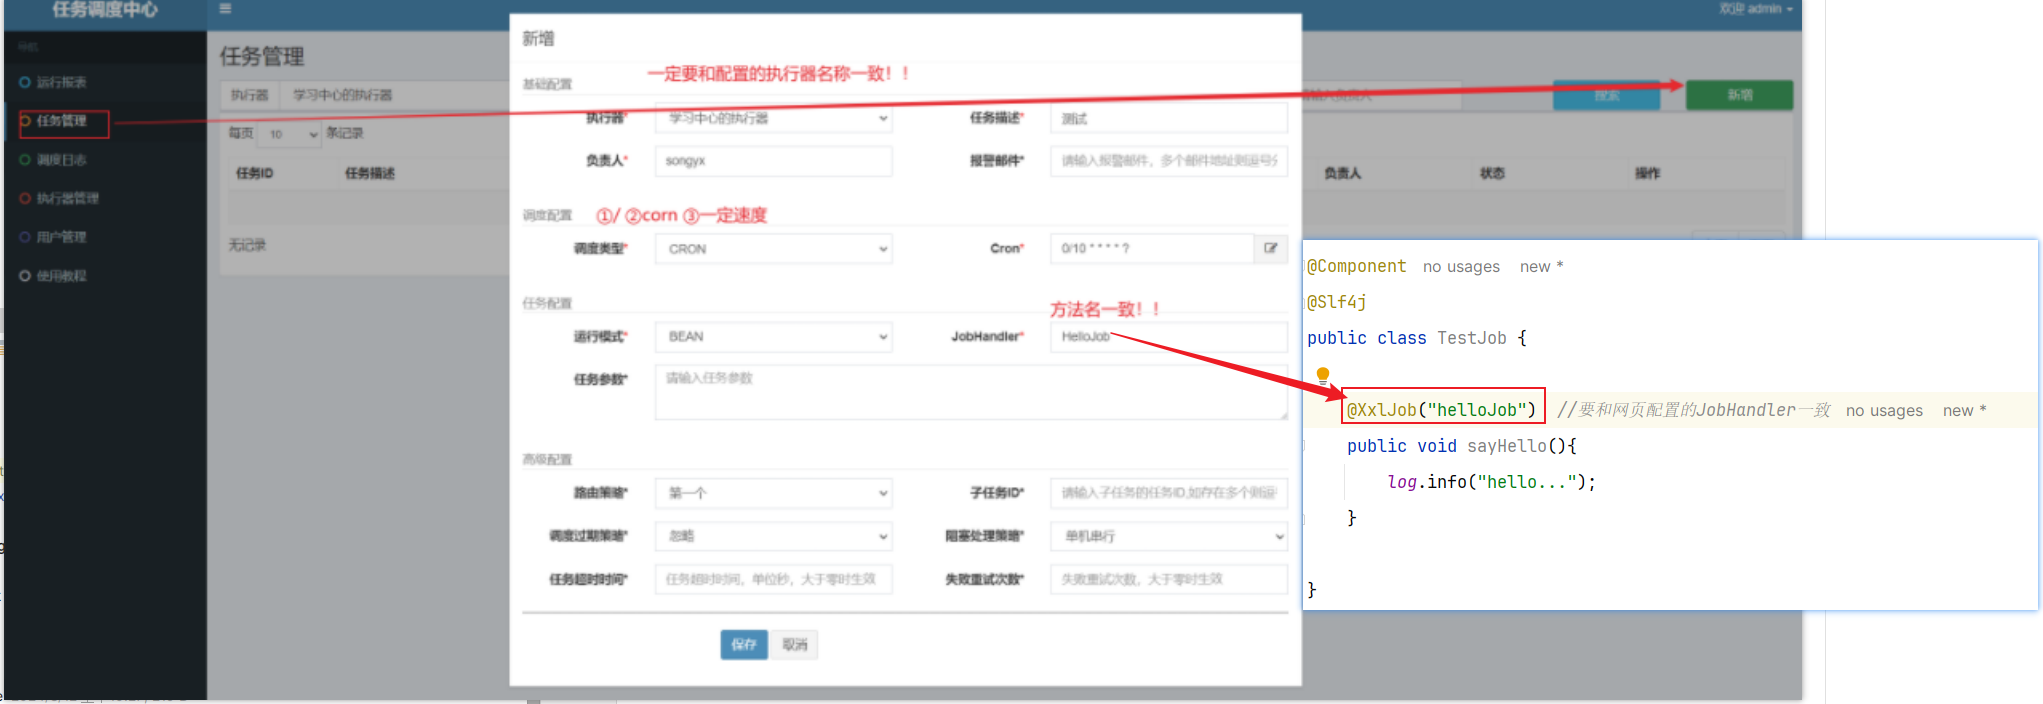 任务调度中心
欢迎 admin
导航
运行报表
任务管理
调度日志
执行器管理
用户管理
使用教程
任务管理
执行器 学习中心的执行器
搜索 新增
每页 10 条记录
任务ID 任务描述 负责人 状态 操作
无记录
新增
一定要和配置的执行器名称一致！！
基础配置
执行器* 学习中心的执行器 任务描述* 测试
负责人* songyx 报警邮件* 请输入报警邮件，多个邮件地址则逗号分
调度配置 ①/ ②corn ③一定速度
调度类型* CRON Cron* 0/10 * * * * ?
任务配置
方法名一致！！
运行模式* BEAN JobHandler* HelloJob
任务参数* 请输入任务参数
高级配置
路由策略* 第一个 子任务ID* 请输入子任务的任务ID,如存在多个则逗
调度过期策略* 忽略 阻塞处理策略* 单机串行
任务超时时间* 任务超时时间，单位秒，大于零时生效 失败重试次数* 失败重试次数，大于零时生效
保存 取消
@Component no usages new *
@Slf4j
public class TestJob {
@XxlJob("helloJob") //要和网页配置的JobHandler一致 no usages new *
public void sayHello(){
log.info("hello...");
}
}